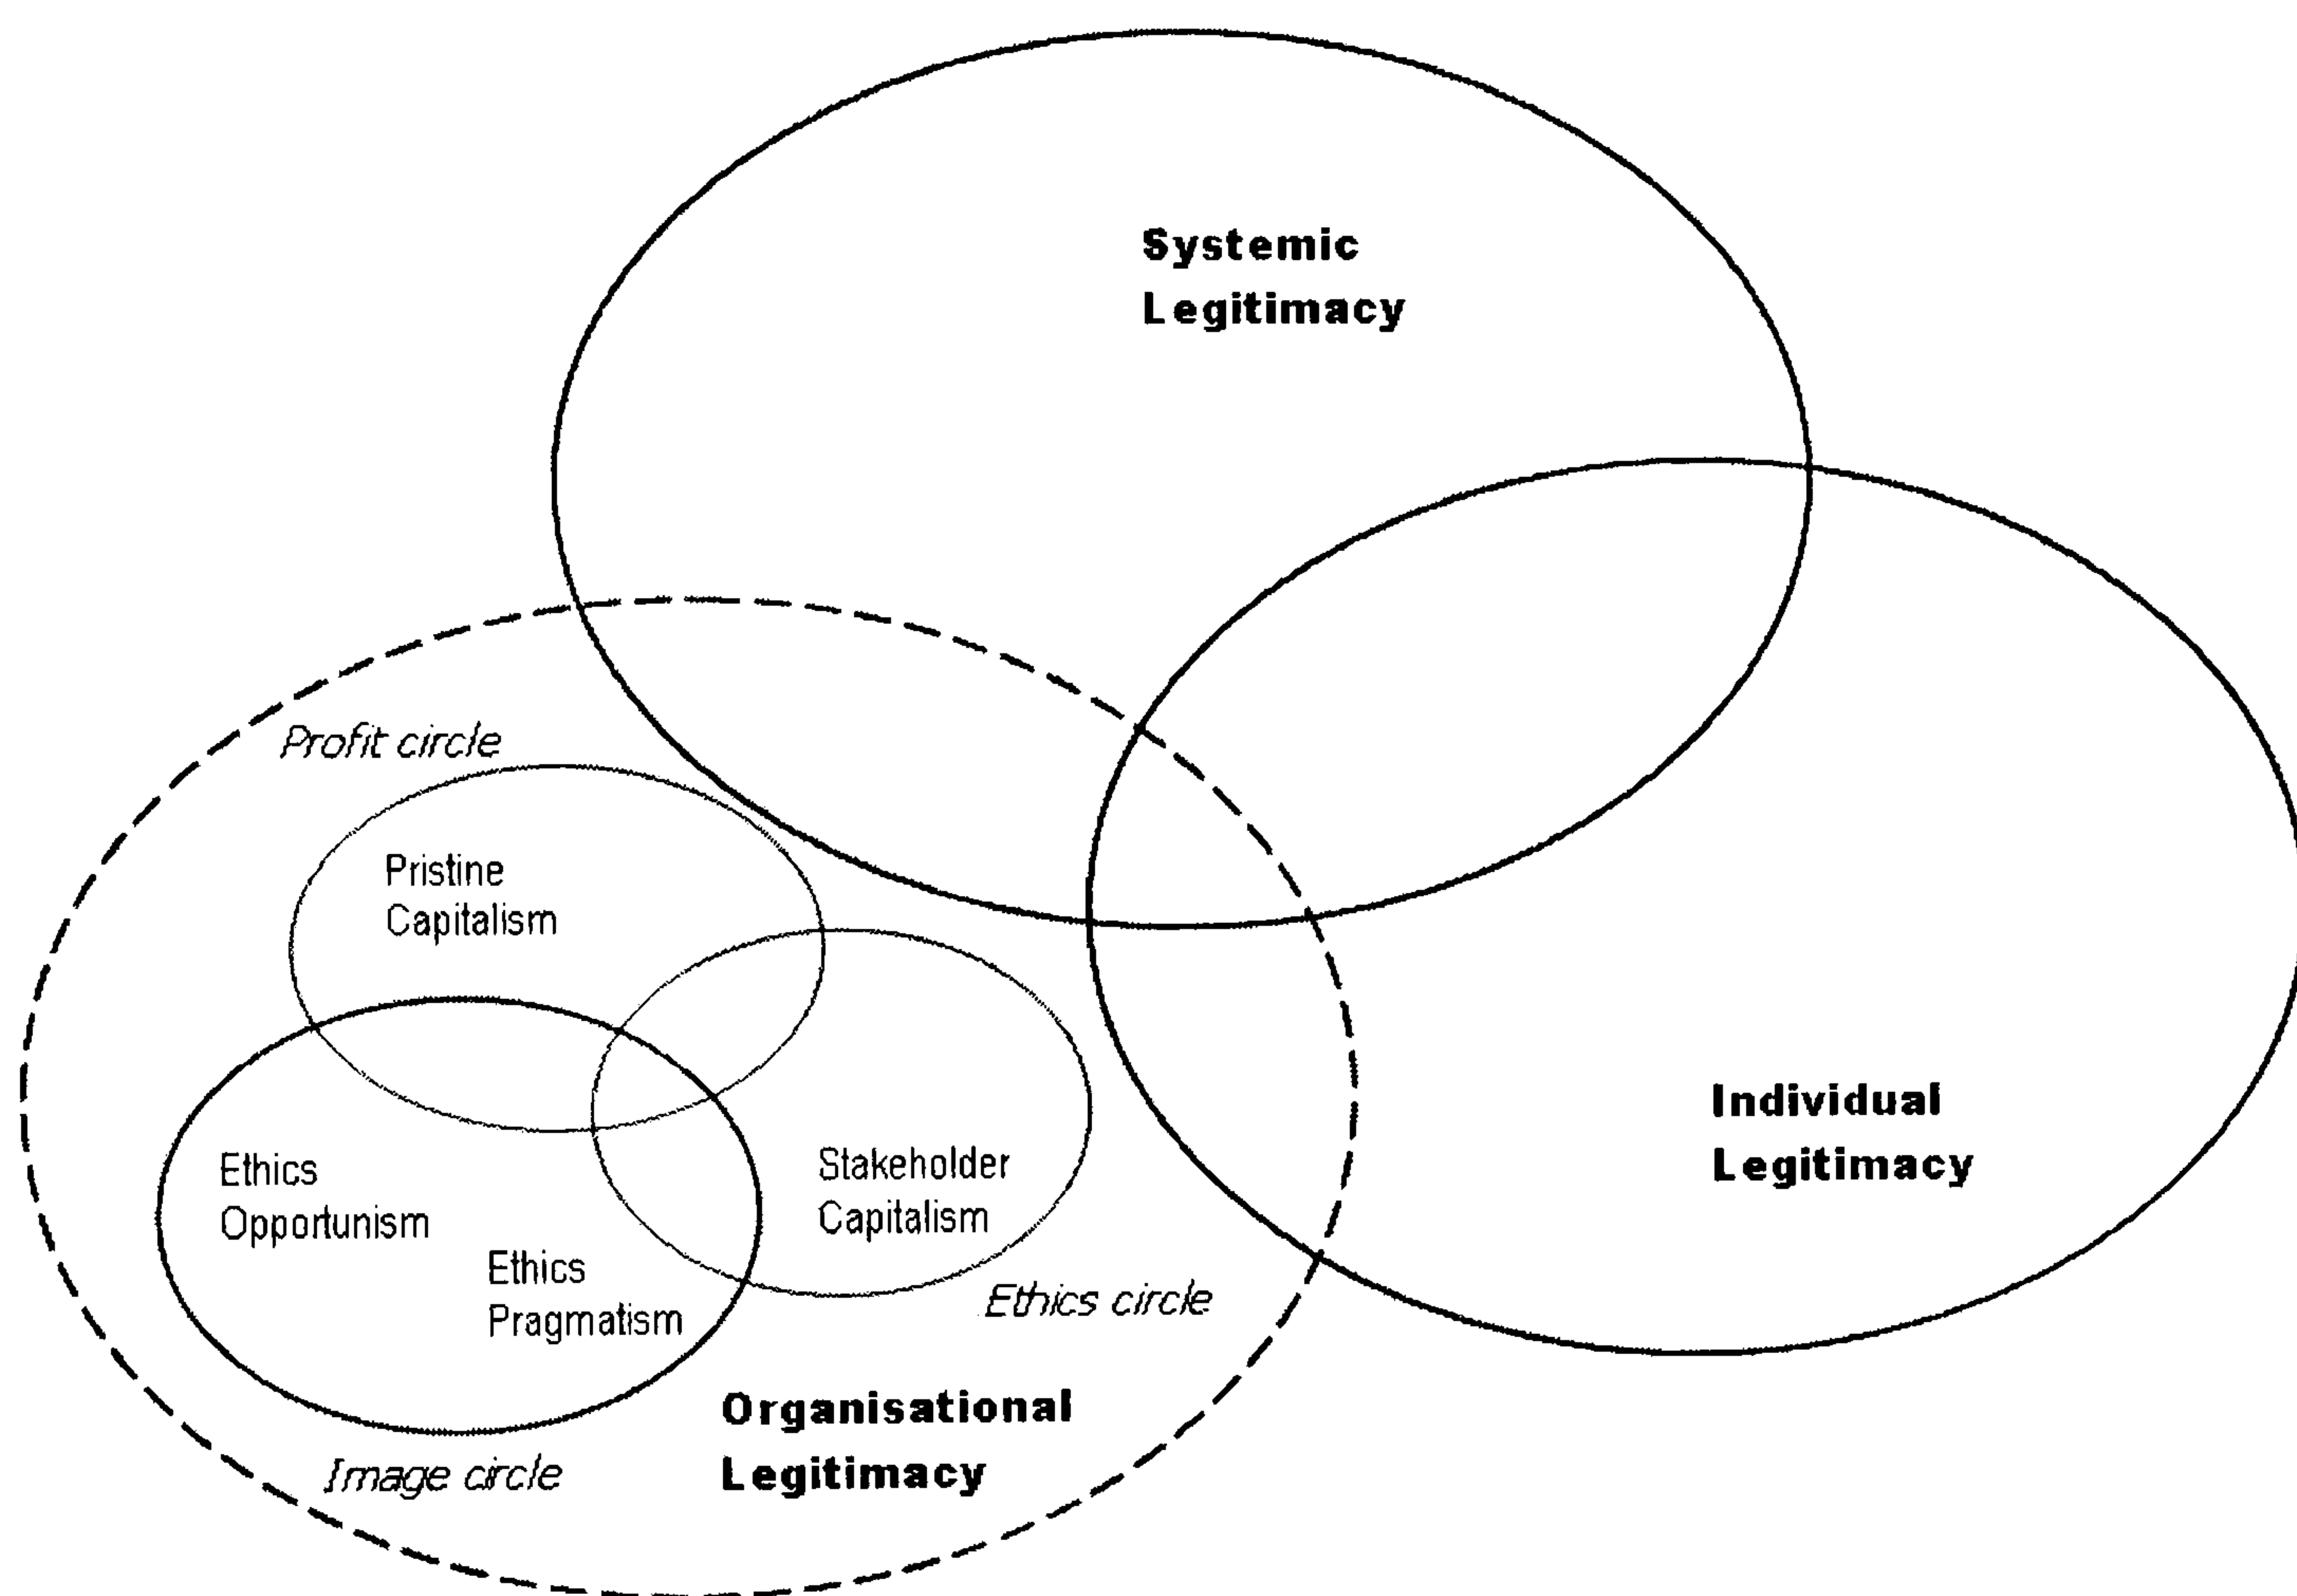 Systemic
Legitimacy
Profit circle
Pristine
Capitalism
Individual
Legitimacy
Ethics
Opportunism
Stakeholder
Capitalism
Ethics
Pragmatism
Ethics circle
Organisational
Legitimacy
Image circle